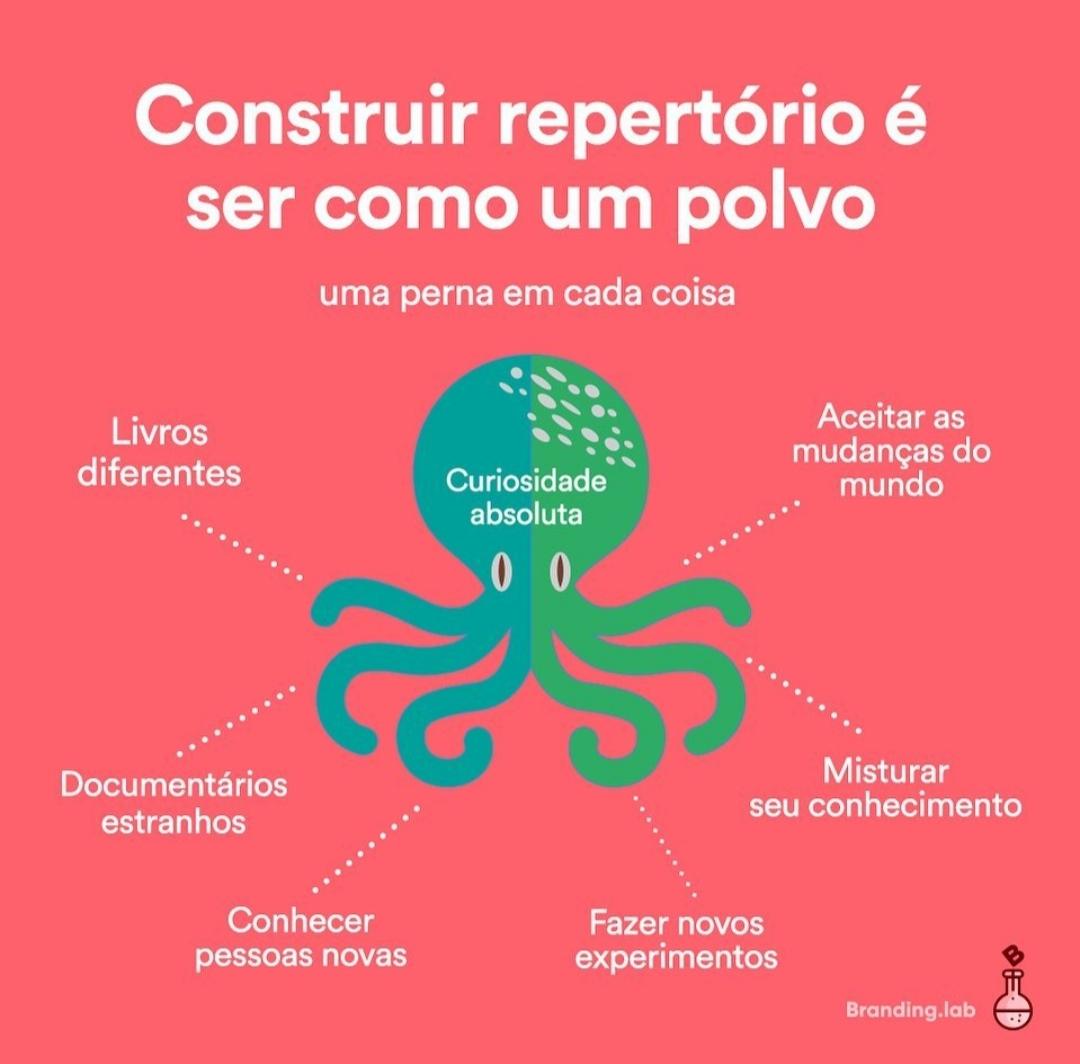 Construir repertório é
ser como um polvo
uma perna em cada coisa
Livros
diferentes
Aceitar as
mudanças do
mundo
Curiosidade
absoluta
Documentários
estranhos
Misturar
seu conhecimento
Conhecer
pessoas novas
Fazer novos
experimentos
B
Branding.lab